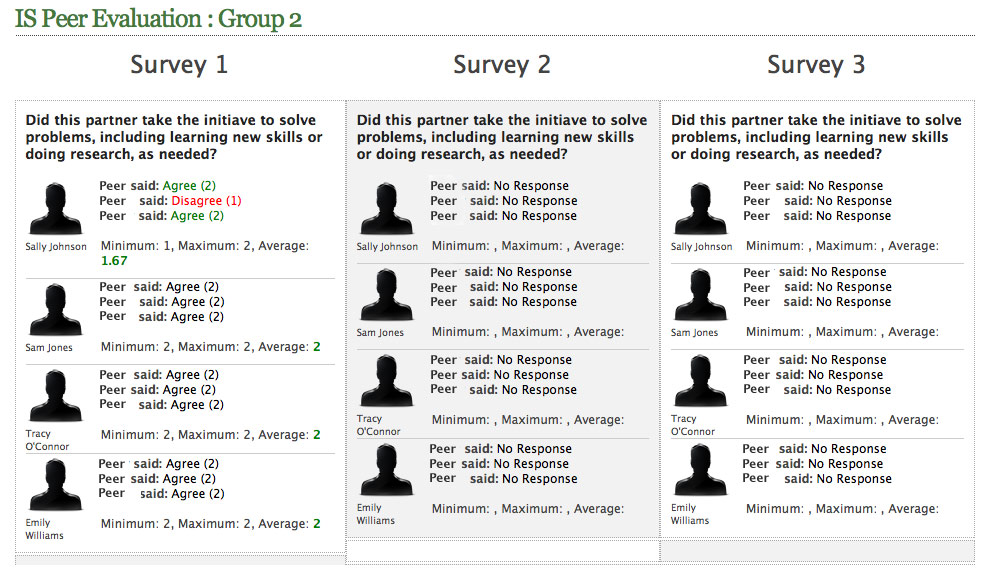 IS Peer Evaluation : Group 2
Survey 1
Did this partner take the initiave to solve
problems, including learning new skills or
doing research, as needed?
Peer said: Agree (2)
Peer said: Disagree (1)
Peer said: Agree (2)
Sally Johnson
Minimum: 1, Maximum: 2, Average:
1.67
Peer said: Agree (2)
Peer said: Agree (2)
Peer said: Agree (2)
Sam Jones
Minimum: 2, Maximum: 2, Average: 2
Peer said: Agree (2)
Peer said: Agree (2)
Peer said: Agree (2)
Tracy
O'Connor
Minimum: 2, Maximum: 2, Average: 2
Peer said: Agree (2)
Peer said: Agree (2)
Peer said: Agree (2)
Emily
Williams
Minimum: 2, Maximum: 2, Average: 2
Survey 2
Did this partner take the initiave to solve
problems, including learning new skills
or doing research, as needed?
Peer said: No Response
Peer said: No Response
Peer said: No Response
Sally Johnson
Minimum: , Maximum: , Average:
Peer said: No Response
Peer said: No Response
Peer said: No Response
Sam Jones
Minimum: , Maximum: , Average:
Peer said: No Response
Peer said: No Response
Peer said: No Response
Tracy
O'Connor
Minimum: , Maximum: , Average:
Peer said: No Response
Peer said: No Response
Peer said: No Response
Emily
Williams
Minimum: , Maximum: , Average:
Survey 3
Did this partner take the initiave to solve
problems, including learning new skills
or doing research, as needed?
Peer said: No Response
Peer said: No Response
Peer said: No Response
Sally Johnson
Minimum: , Maximum: , Average:
Peer said: No Response
Peer said: No Response
Peer said: No Response
Sam Jones
Minimum: , Maximum: , Average:
Peer said: No Response
Peer said: No Response
Peer said: No Response
Tracy
O'Connor
Minimum: , Maximum: , Average:
Peer said: No Response
Peer said: No Response
Peer said: No Response
Emily
Williams
Minimum: , Maximum: , Average: